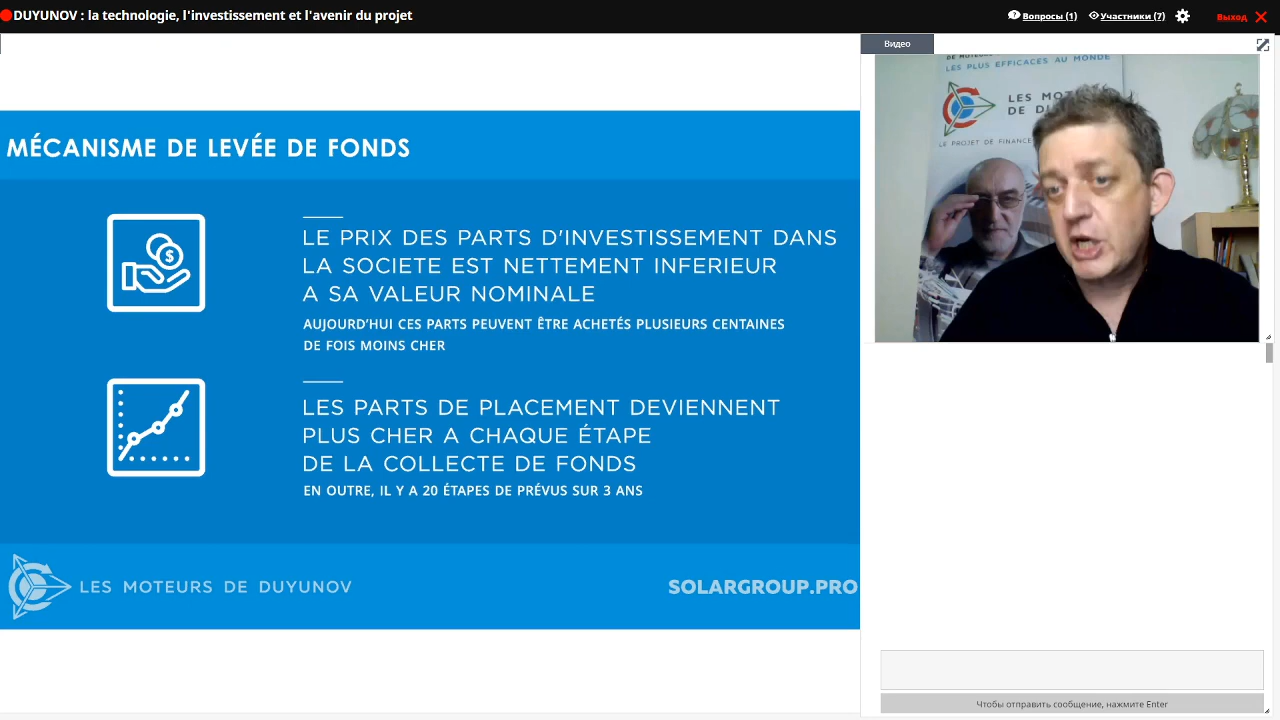 DUYUNOV : la technologie, l'investissement et l'avenir du projet
Вопросы (1)
Участники (7)
Выход
MÉCANISME DE LEVÉE DE FONDS
LE PRIX DES PARTS D'INVESTISSEMENT DANS
LA SOCIETE EST NETTEMENT INFERIEUR
A SA VALEUR NOMINALE
AUJOURD'HUI CES PARTS PEUVENT ÊTRE ACHETÉS PLUSIEURS CENTAINES
DE FOIS MOINS CHER
LES PARTS DE PLACEMENT DEVIENNENT
PLUS CHER A CHAQUE ÉTAPE
DE LA COLLECTE DE FONDS
EN OUTRE, IL Y A 20 ÉTAPES DE PRÉVUS SUR 3 ANS
LES MOTEURS DE DUYUNOV
SOLARGROUP.PRO
Видео
DE MOTEURS
LES PLUS EFFICACES AU MONDE
LES MOT
DE D
LE PROJET DE FINANCE
Чтобы отправить сообщение, нажмите Enter